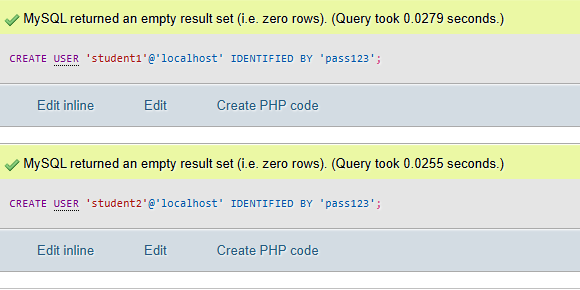 MySQL returned an empty result set (i.e. zero rows). (Query took 0.0279 seconds.)
CREATE USER 'student1'@'localhost' IDENTIFIED BY 'pass123';
Edit inline Edit Create PHP code
MySQL returned an empty result set (i.e. zero rows). (Query took 0.0255 seconds.)
CREATE USER 'student2'@'localhost' IDENTIFIED BY 'pass123';
Edit inline Edit Create PHP code